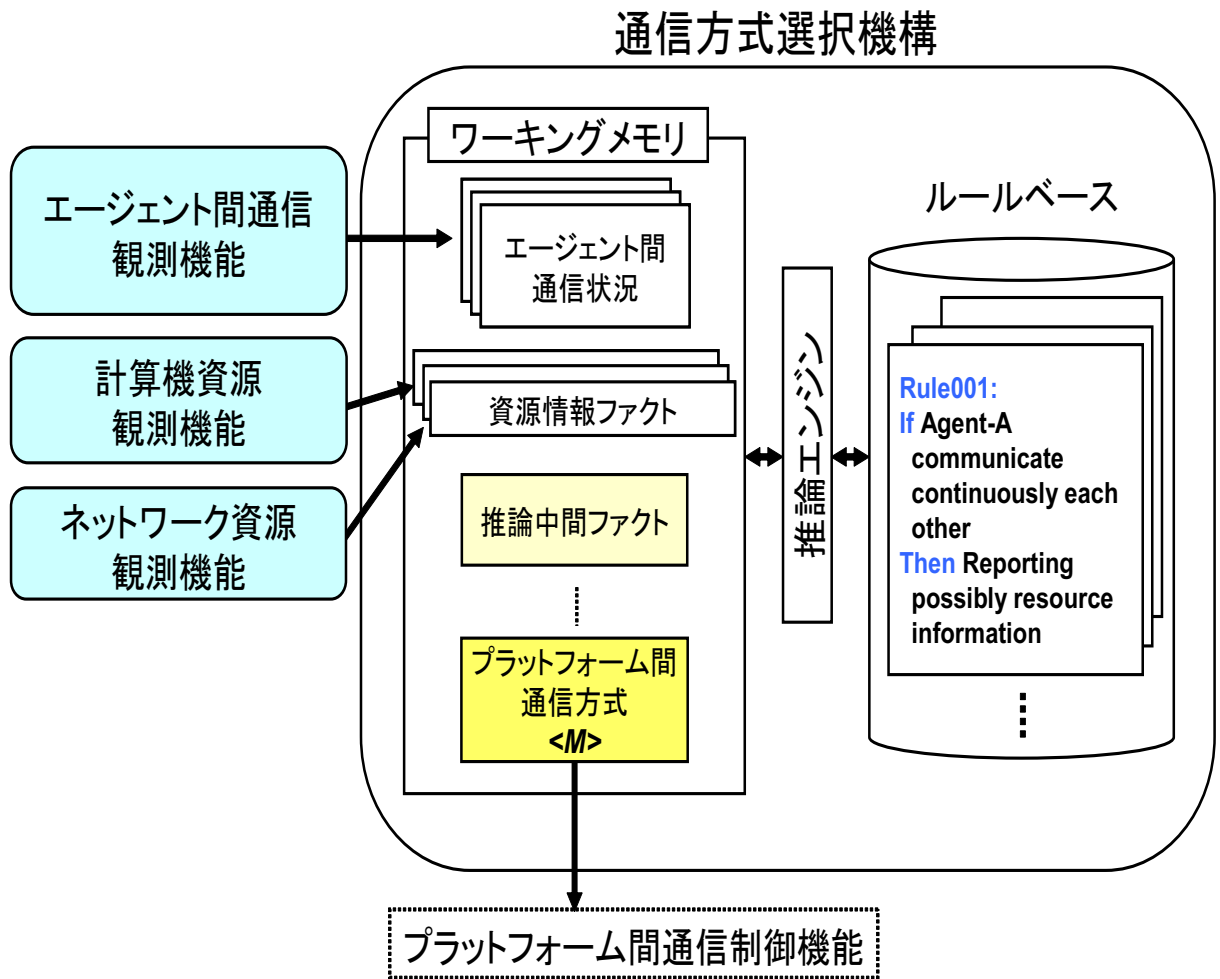 通信方式選択機構
ワーキングメモリ
エージェント間通信
観測機能
計算機資源
観測機能
ネットワーク資源
観測機能
エージェント間
通信状況
資源情報ファクト
推論中間ファクト
プラットフォーム間
通信方式
<M>
推論エンジン
ルールベース
Rule001:
If Agent-A
communicate
continuously each
other
Then Reporting
possibly resource
information
プラットフォーム間通信制御機能